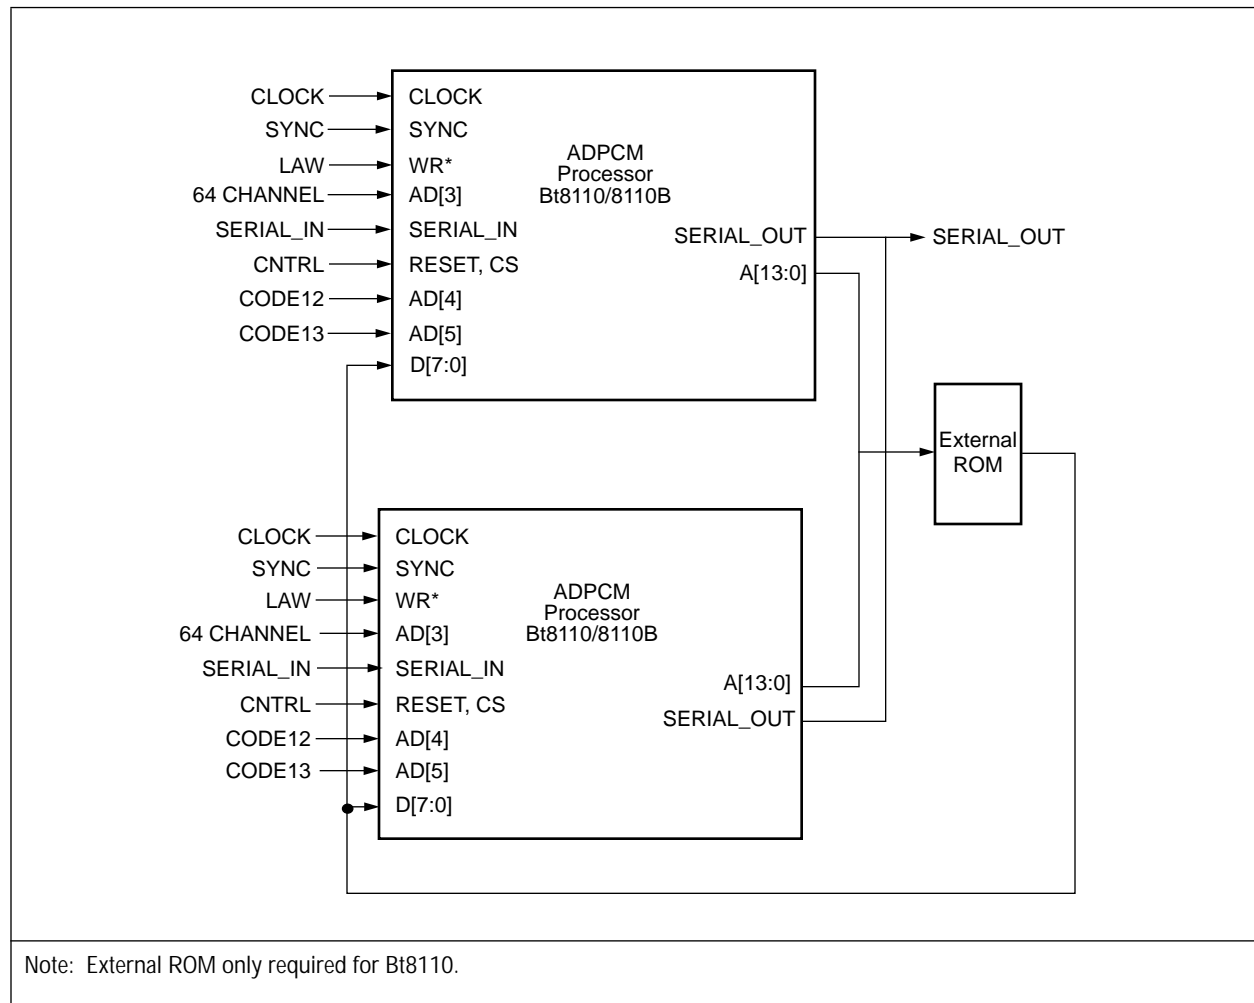 CLOCK
SYNC
LAW
64 CHANNEL
SERIAL_IN
CNTRL
CODE12
CODE13
CLOCK
SYNC
WR*
AD[3]
SERIAL_IN
RESET, CS
AD[4]
AD[5]
D[7:0]
ADPCM
Processor
Bt8110/8110B
SERIAL_OUT
A[13:0]
SERIAL_OUT
External
ROM
CLOCK
SYNC
LAW
64 CHANNEL
SERIAL_IN
CNTRL
CODE12
CODE13
CLOCK
SYNC
WR*
AD[3]
SERIAL_IN
RESET, CS
AD[4]
AD[5]
D[7:0]
ADPCM
Processor
Bt8110/8110B
A[13:0]
SERIAL_OUT
Note: External ROM only required for Bt8110.